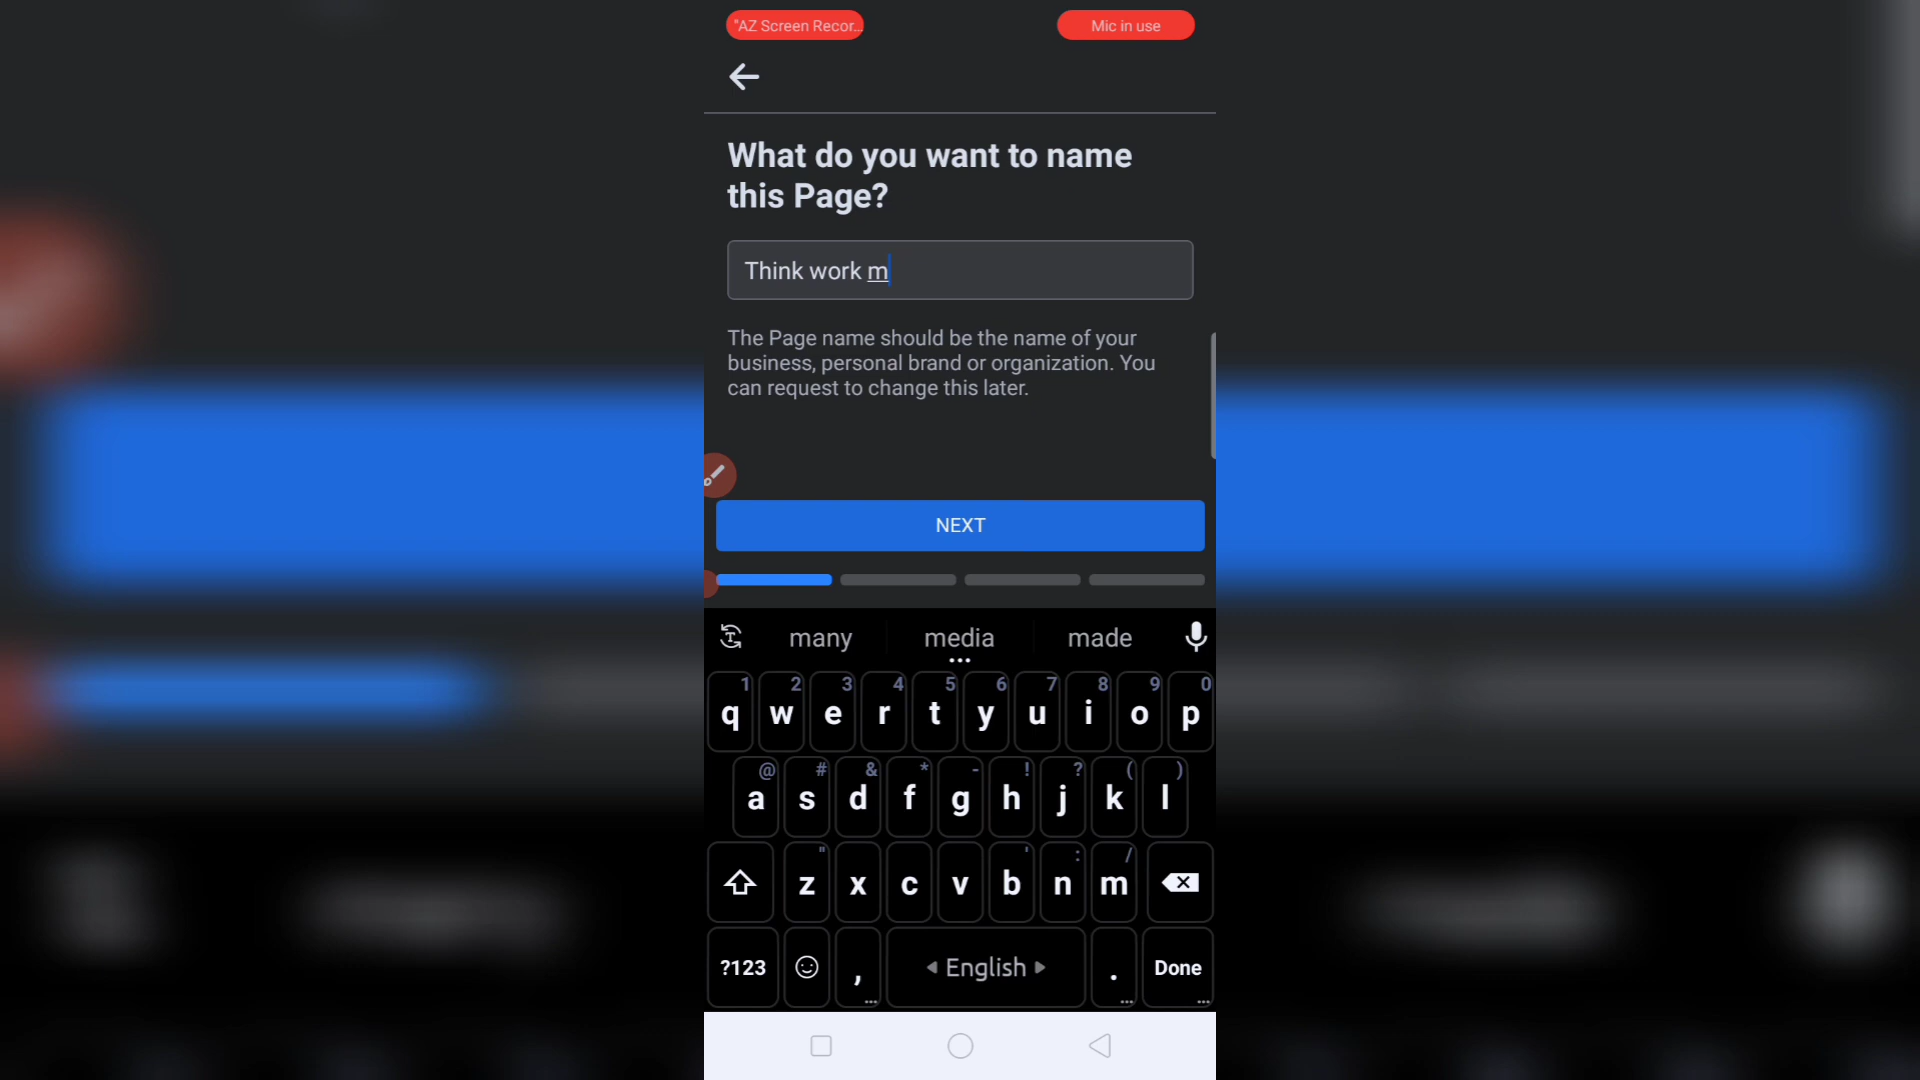 "AZ Screen Recor...
Mic in use
What do you want to name
this Page?
Think work m
The Page name should be the name of your
business, personal brand or organization. You
can request to change this later.
NEXT
many media made
1 2 3 4 5 6 7 8 9 0
q w e r t y u i o p
@ # & * - ! ? ( )
a s d f g h j k l
" ' : /
z x c v b n m
?123 , English . Done